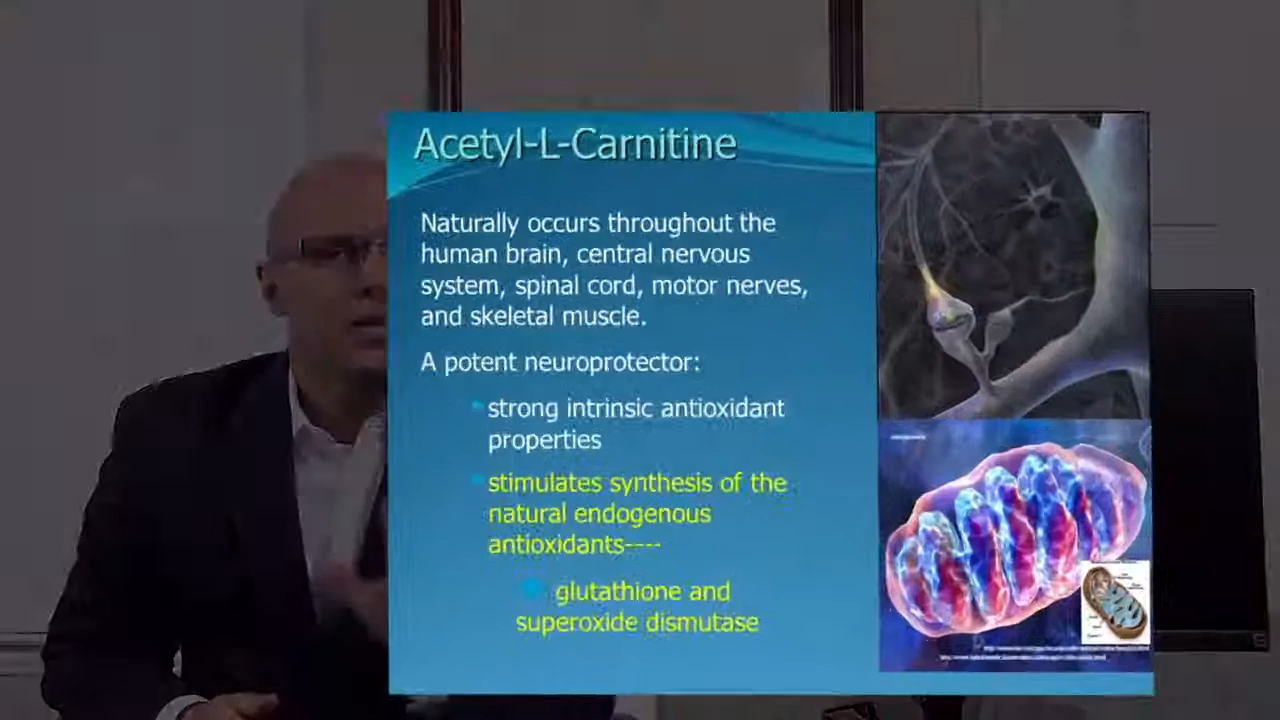 Acetyl-L-Carnitine
Naturally occurs throughout the
human brain, central nervous
system, spinal cord, motor nerves,
and skeletal muscle.
A potent neuroprotector:
strong intrinsic antioxidant
properties
stimulates synthesis of the
natural endogenous
antioxidants----
glutathione and
superoxide dismutase